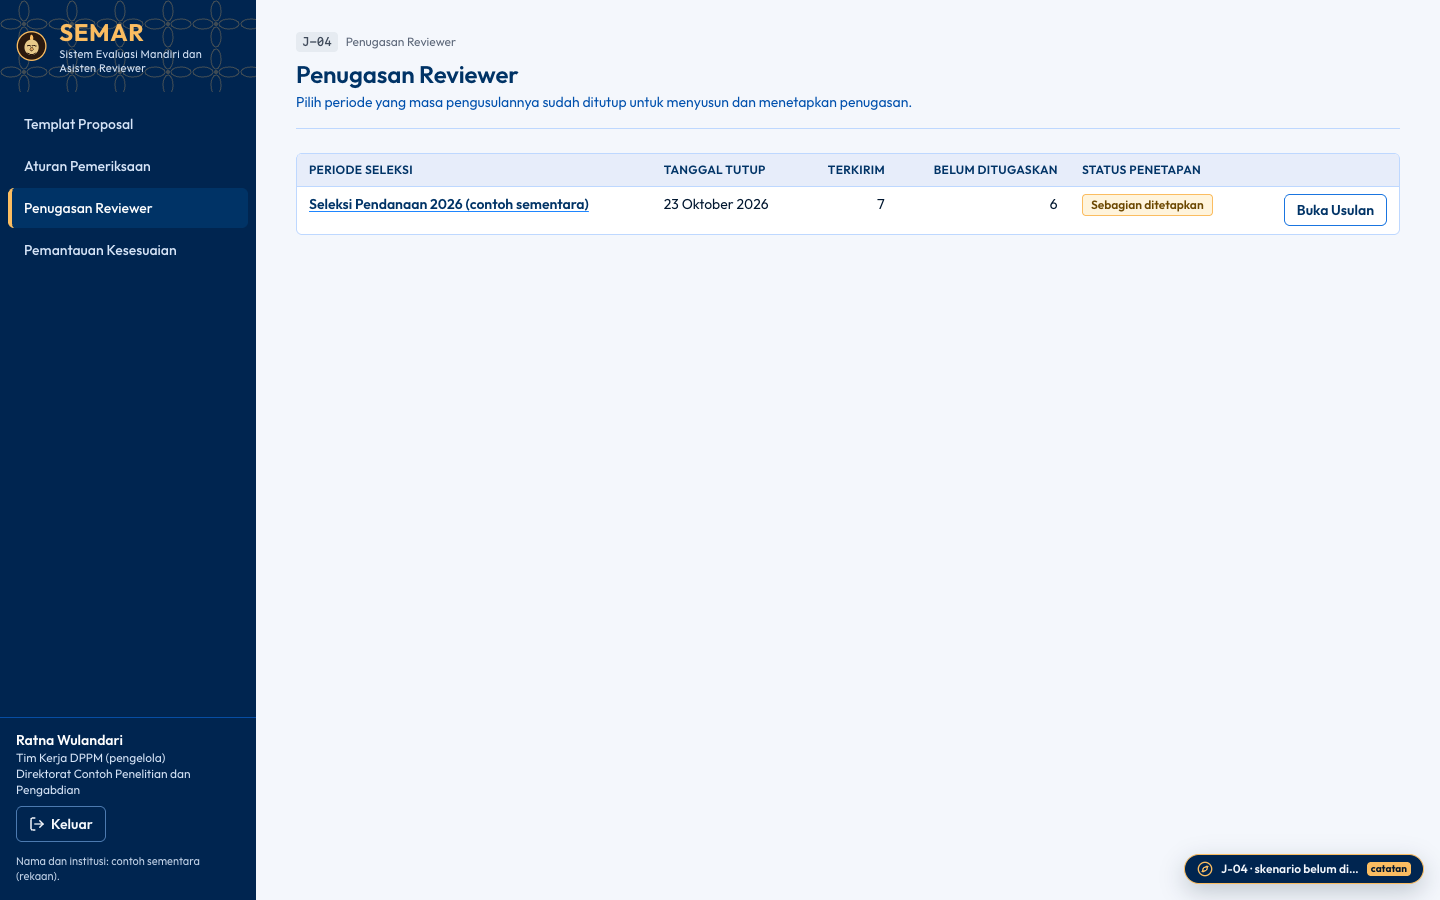 SEMAR
Sistem Evaluasi Mandiri dan
Asisten Reviewer
Templat Proposal
Aturan Pemeriksaan
Penugasan Reviewer
Pemantauan Kesesuaian
Ratna Wulandari
Tim Kerja DPPM (pengelola)
Direktorat Contoh Penelitian dan
Pengabdian
Keluar
Nama dan institusi: contoh sementara
(rekaan).
J-04 Penugasan Reviewer
Penugasan Reviewer
Pilih periode yang masa pengusulannya sudah ditutup untuk menyusun dan menetapkan penugasan.
PERIODE SELEKSI TANGGAL TUTUP TERKIRIM BELUM DITUGASKAN STATUS PENETAPAN
Seleksi Pendanaan 2026 (contoh sementara) 23 Oktober 2026 7 6 Sebagian ditetapkan Buka Usulan
J-04 · skenario belum di... catatan